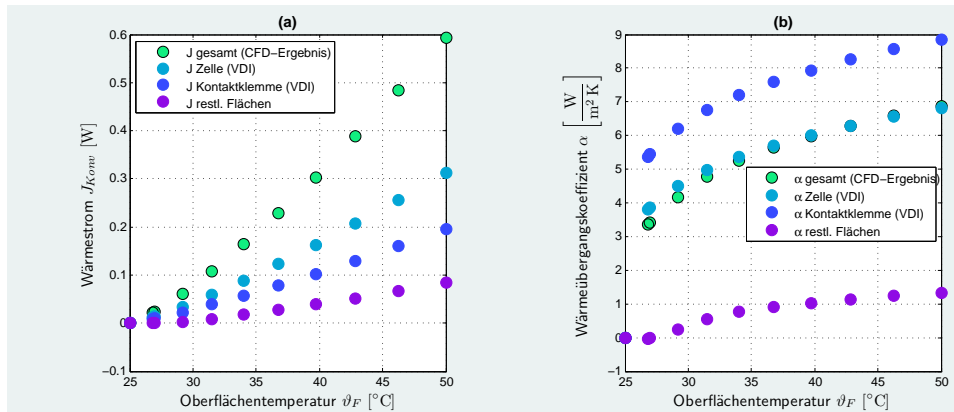 (a)
0.6
0.5
0.4
0.3
0.2
0.1
0
−0.1
Wärmestrom J_Konv [W]
J gesamt (CFD−Ergebnis)
J Zelle (VDI)
J Kontaktklemme (VDI)
J restl. Flächen
25 30 35 40 45 50
Oberflächentemperatur ϑ_F [°C]
(b)
9
8
7
6
5
4
3
2
1
0
−1
Wärmeübergangskoeffizient α [W / m² K]
α gesamt (CFD−Ergebnis)
α Zelle (VDI)
α Kontaktklemme (VDI)
α restl. Flächen
25 30 35 40 45 50
Oberflächentemperatur ϑ_F [°C]